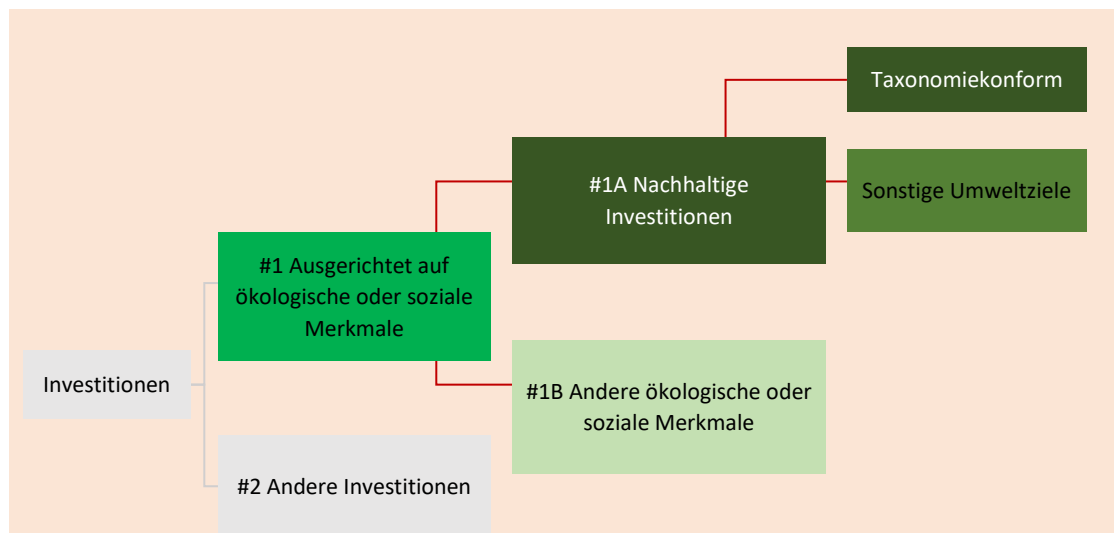 Investitionen
#1 Ausgerichtet auf
ökologische oder soziale
Merkmale
#2 Andere Investitionen
#1A Nachhaltige
Investitionen
#1B Andere ökologische oder
soziale Merkmale
Taxonomiekonform
Sonstige Umweltziele